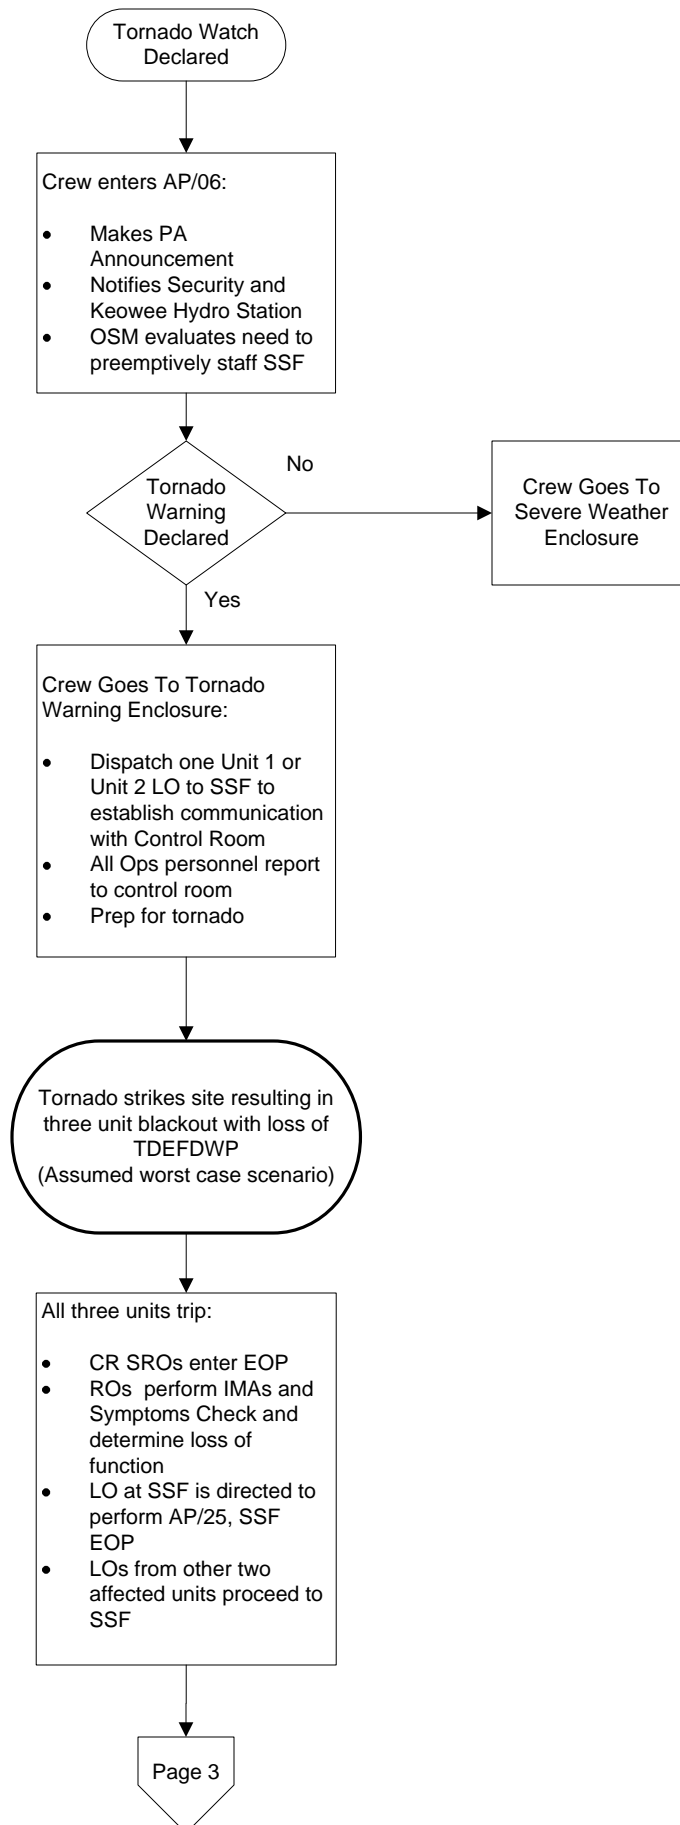 Tornado Watch
Declared
Crew enters AP/06:
• Makes PA
Announcement
• Notifies Security and
Keowee Hydro Station
• OSM evaluates need to
preemptively staff SSF
Tornado
Warning
Declared
No
Crew Goes To
Severe Weather
Enclosure
Yes
Crew Goes To Tornado
Warning Enclosure:
• Dispatch one Unit 1 or
Unit 2 LO to SSF to
establish communication
with Control Room
• All Ops personnel report
to control room
• Prep for tornado
Tornado strikes site resulting in
three unit blackout with loss of
TDEFDWP
(Assumed worst case scenario)
All three units trip:
• CR SROs enter EOP
• ROs perform IMAs and
Symptoms Check and
determine loss of
function
• LO at SSF is directed to
perform AP/25, SSF
EOP
• LOs from other two
affected units proceed to
SSF
Page 3